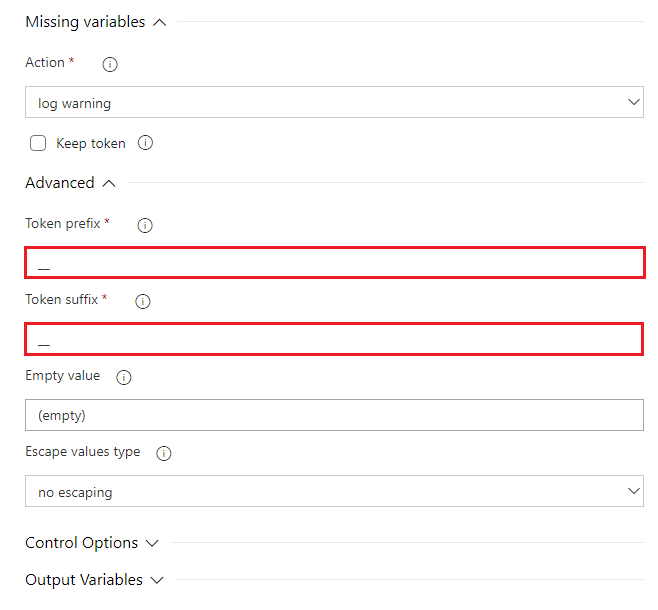 Missing variables
Action *
log warning
Keep token
Advanced
Token prefix *
__
Token suffix *
__
Empty value
(empty)
Escape values type
no escaping
Control Options
Output Variables